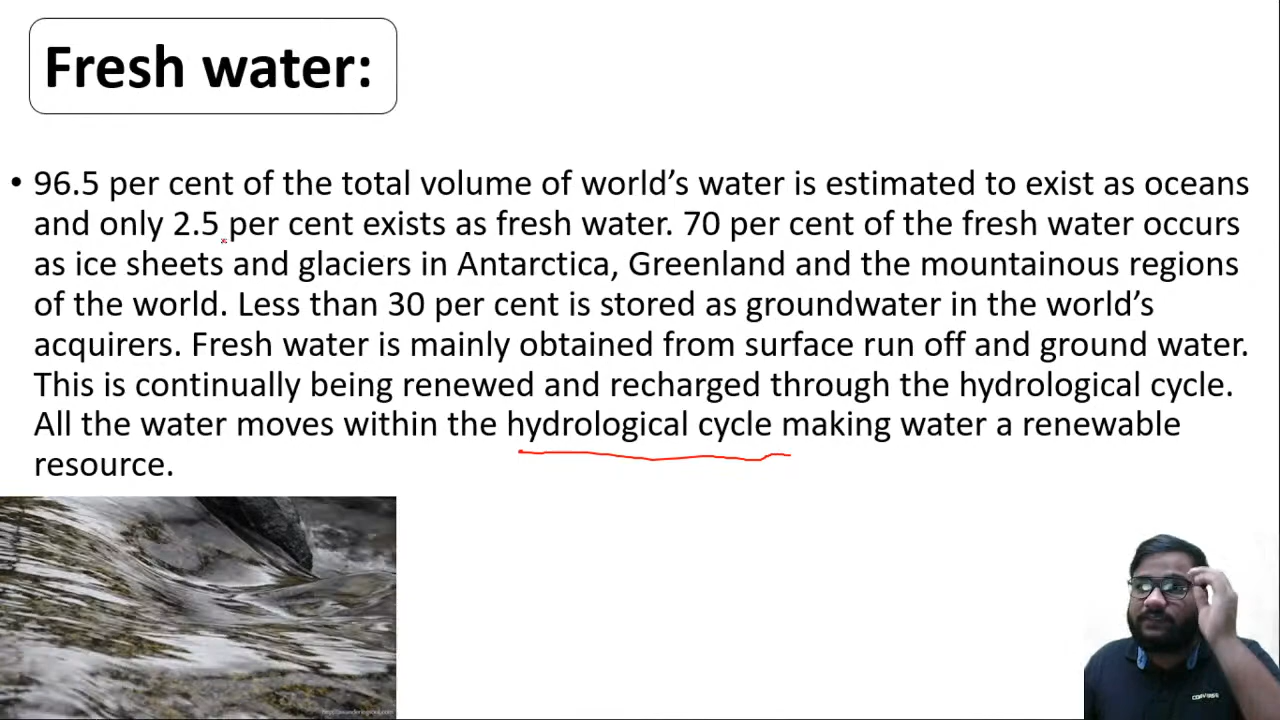 Fresh water:
• 96.5 per cent of the total volume of world’s water is estimated to exist as oceans
and only 2.5 per cent exists as fresh water. 70 per cent of the fresh water occurs
as ice sheets and glaciers in Antarctica, Greenland and the mountainous regions
of the world. Less than 30 per cent is stored as groundwater in the world’s
acquirers. Fresh water is mainly obtained from surface run off and ground water.
This is continually being renewed and recharged through the hydrological cycle.
All the water moves within the hydrological cycle making water a renewable
resource.